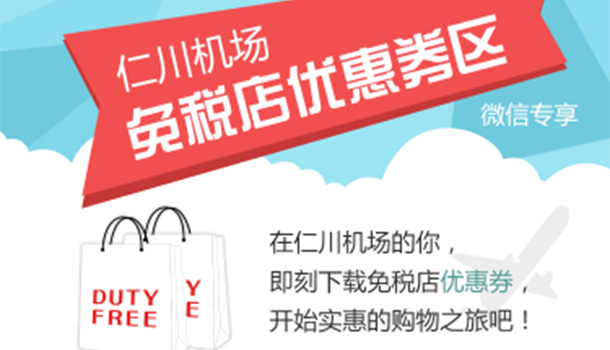 仁川机场
免税店优惠券区
微信专享
在仁川机场的你，
即刻下载免税店优惠券，
开始实惠的购物之旅吧！
DUTY
FREE
Y
E